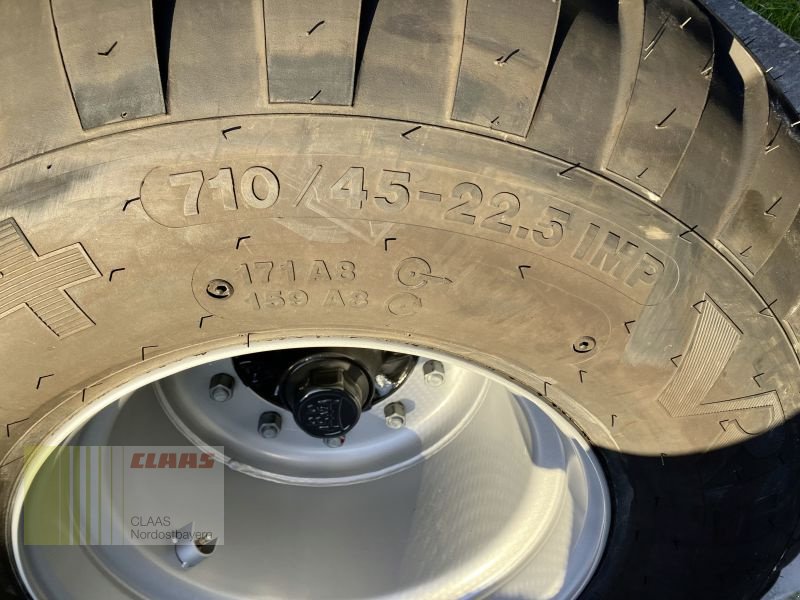 710/45-22.5 IMP
171 A8
159 A8
CLAAS
CLAAS
Nordostbayern